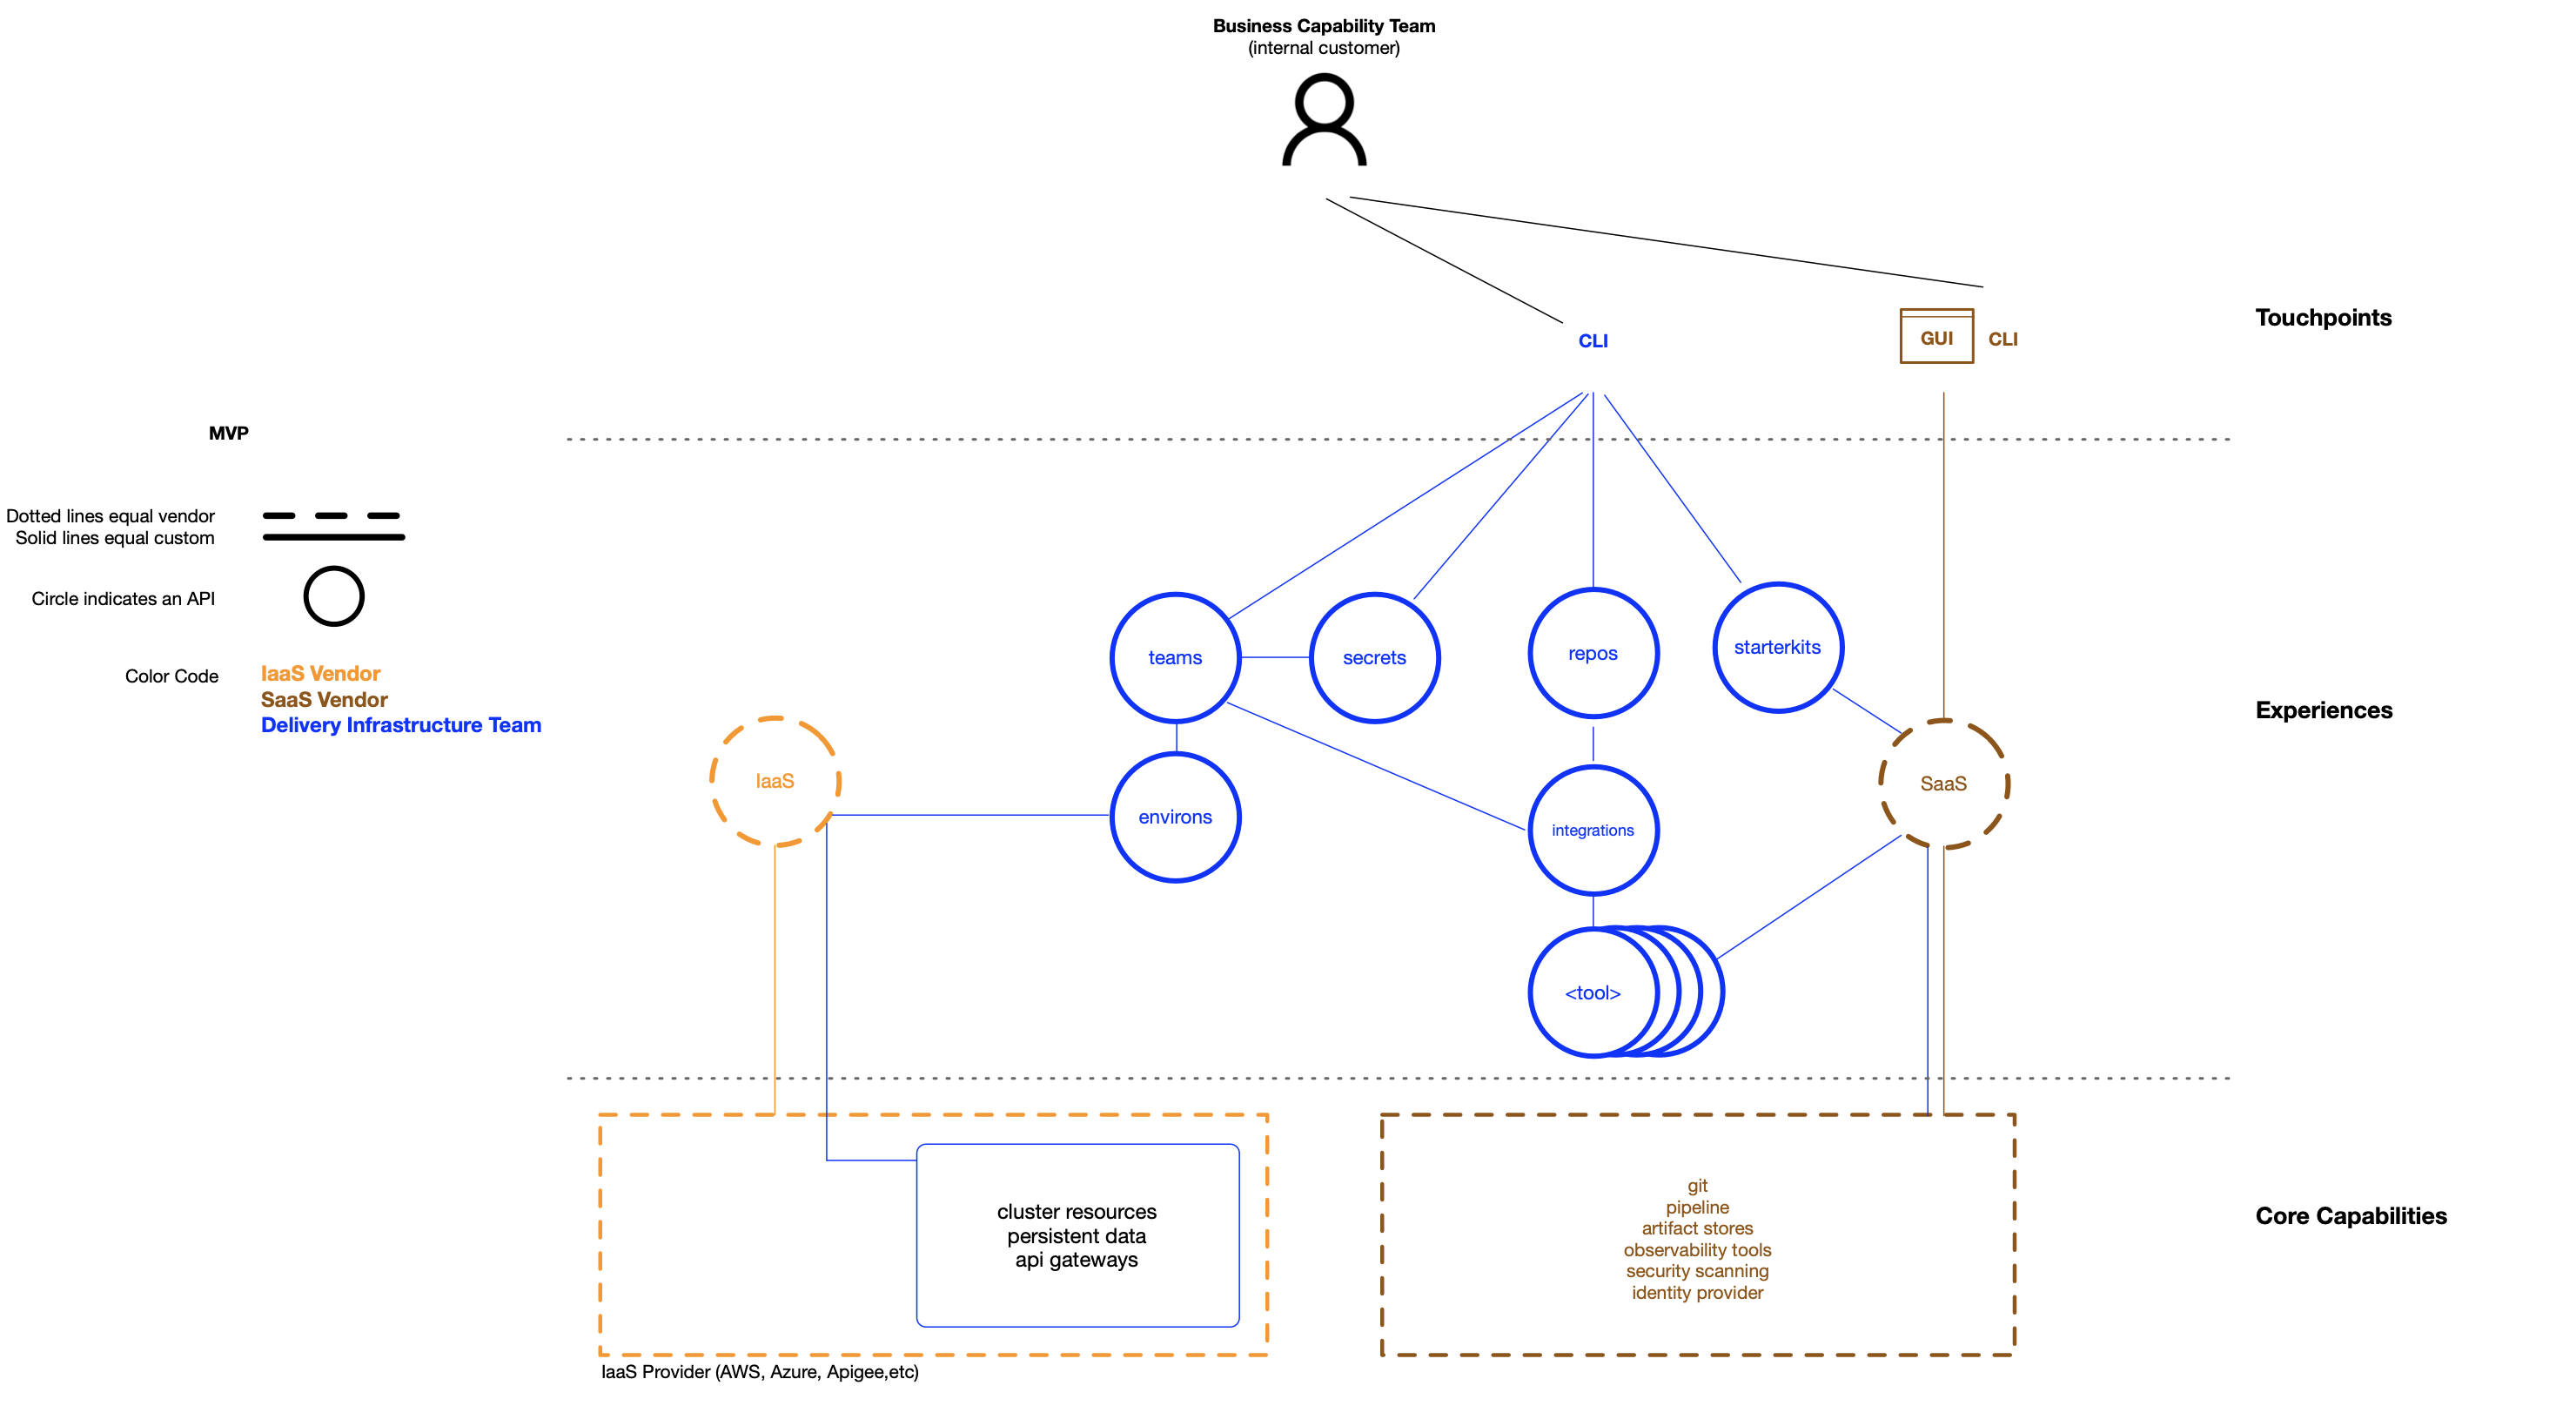 Business Capability Team
(internal customer)
Touchpoints
CLI
GUI
CLI
MVP
Dotted lines equal vendor
Solid lines equal custom
Circle indicates an API
Color Code
IaaS Vendor
SaaS Vendor
Delivery Infrastructure Team
teams
secrets
repos
starterkits
Experiences
IaaS
environs
integrations
SaaS
<tool>
cluster resources
persistent data
api gateways
git
pipeline
artifact stores
observability tools
security scanning
identity provider
Core Capabilities
IaaS Provider (AWS, Azure, Apigee,etc)